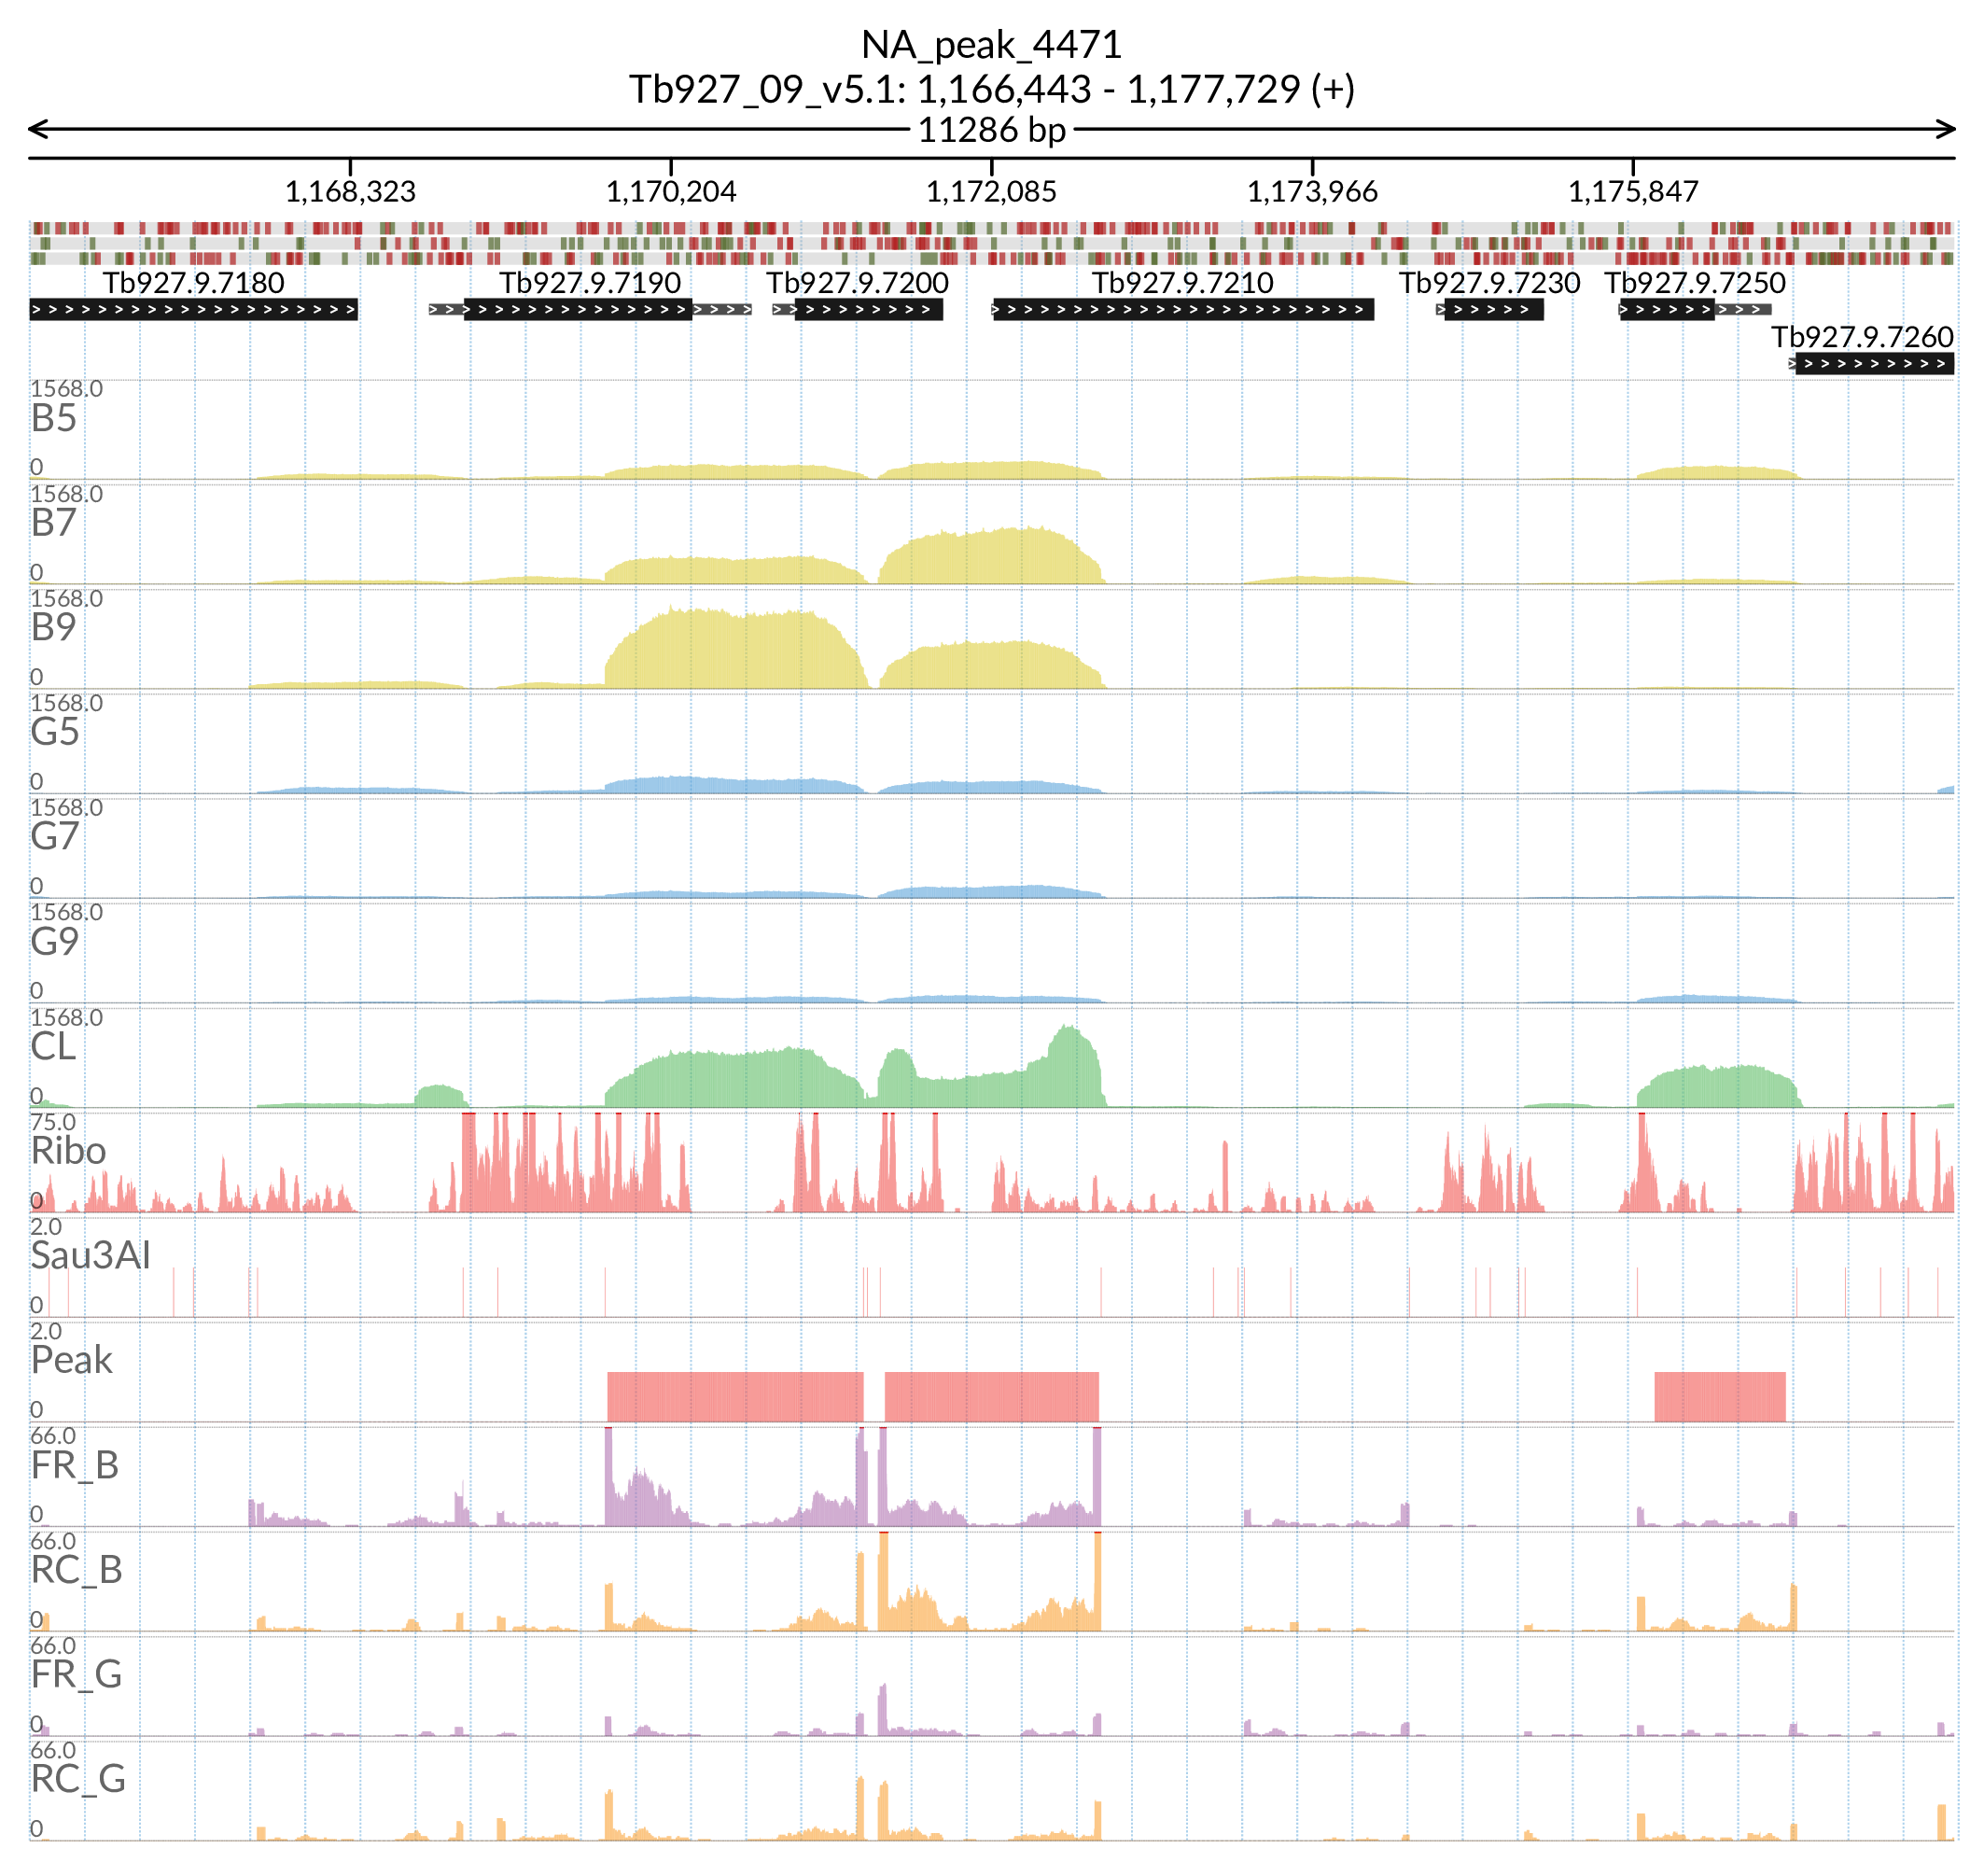 NA_peak_4471
Tb927_09_v5.1: 1,166,443 - 1,177,729 (+)
11286 bp
1,168,323 1,170,204 1,172,085 1,173,966 1,175,847
Tb927.9.7180 Tb927.9.7190 Tb927.9.7200 Tb927.9.7210 Tb927.9.7230 Tb927.9.7250
Tb927.9.7260
1568.0
B5
0
1568.0
B7
0
1568.0
B9
0
1568.0
G5
0
1568.0
G7
0
1568.0
G9
0
1568.0
CL
0
75.0
Ribo
0
2.0
Sau3AI
0
2.0
Peak
0
66.0
FR_B
0
66.0
RC_B
0
66.0
FR_G
0
66.0
RC_G
0